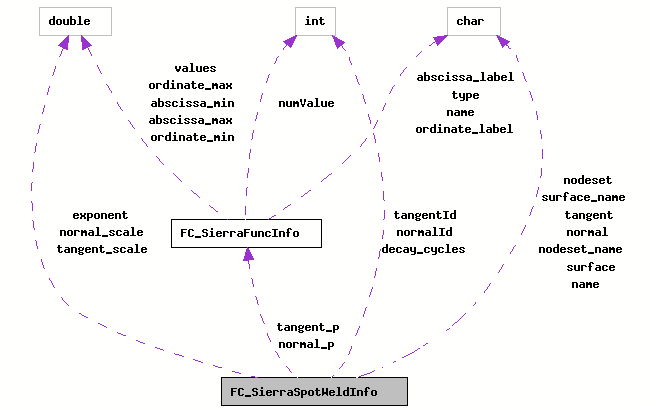 double
int
char
values
ordinate_max
abscissa_min
abscissa_max
ordinate_min
numValue
abscissa_label
type
name
ordinate_label
exponent
normal_scale
tangent_scale
FC_SierraFuncInfo
tangentId
normalId
decay_cycles
nodeset
surface_name
tangent
normal
nodeset_name
surface
name
tangent_p
normal_p
FC_SierraSpotWeldInfo